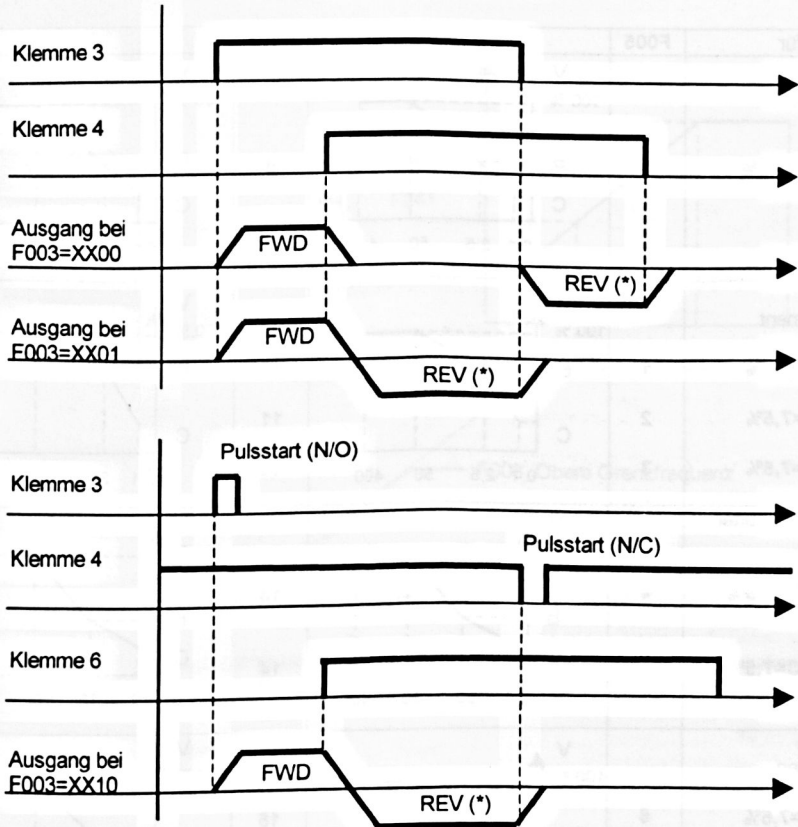 Klemme 3
Klemme 4
Ausgang bei
F003=XX00
FWD
REV (*)
Ausgang bei
F003=XX01
FWD
REV (*)
Pulsstart (N/O)
Klemme 3
Pulsstart (N/C)
Klemme 4
Klemme 6
Ausgang bei
F003=XX10
FWD
REV (*)